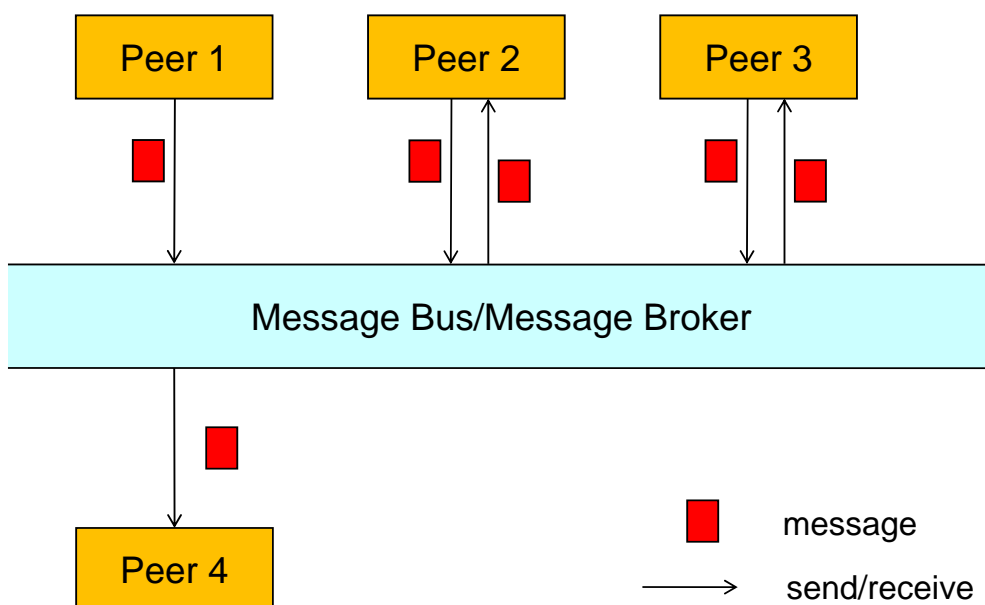 Peer 1
Peer 2
Peer 3
Message Bus/Message Broker
Peer 4
message
send/receive